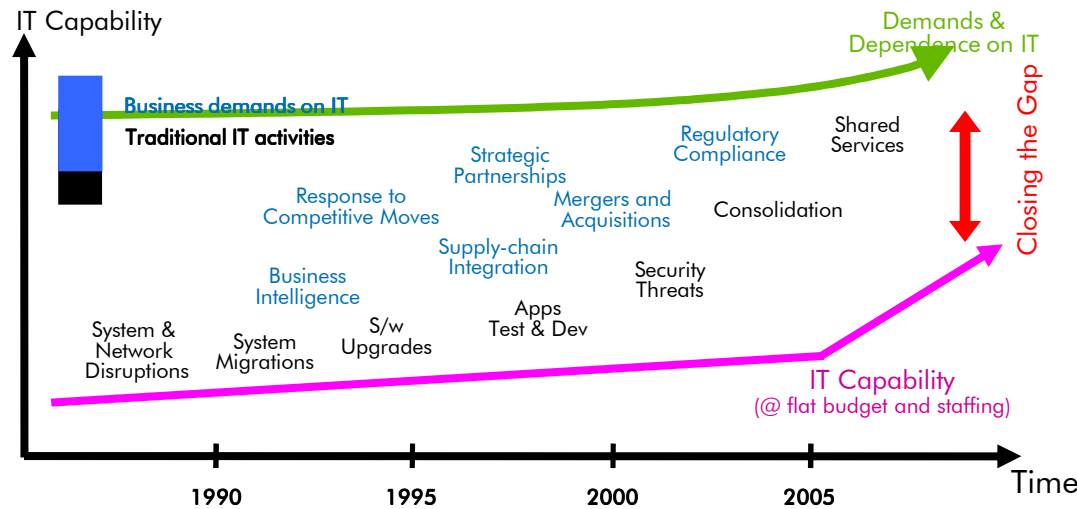 IT Capability
Demands &
Dependence on IT
Business demands on IT
Traditional IT activities
Closing the Gap
Shared
Services
Regulatory
Compliance
Strategic
Partnerships
Response to
Competitive Moves
Mergers and
Acquisitions
Consolidation
Supply-chain
Integration
Business
Intelligence
Security
Threats
Apps
Test & Dev
S/w
Upgrades
System
Migrations
System &
Network
Disruptions
IT Capability
(@ flat budget and staffing)
Time
1990
1995
2000
2005